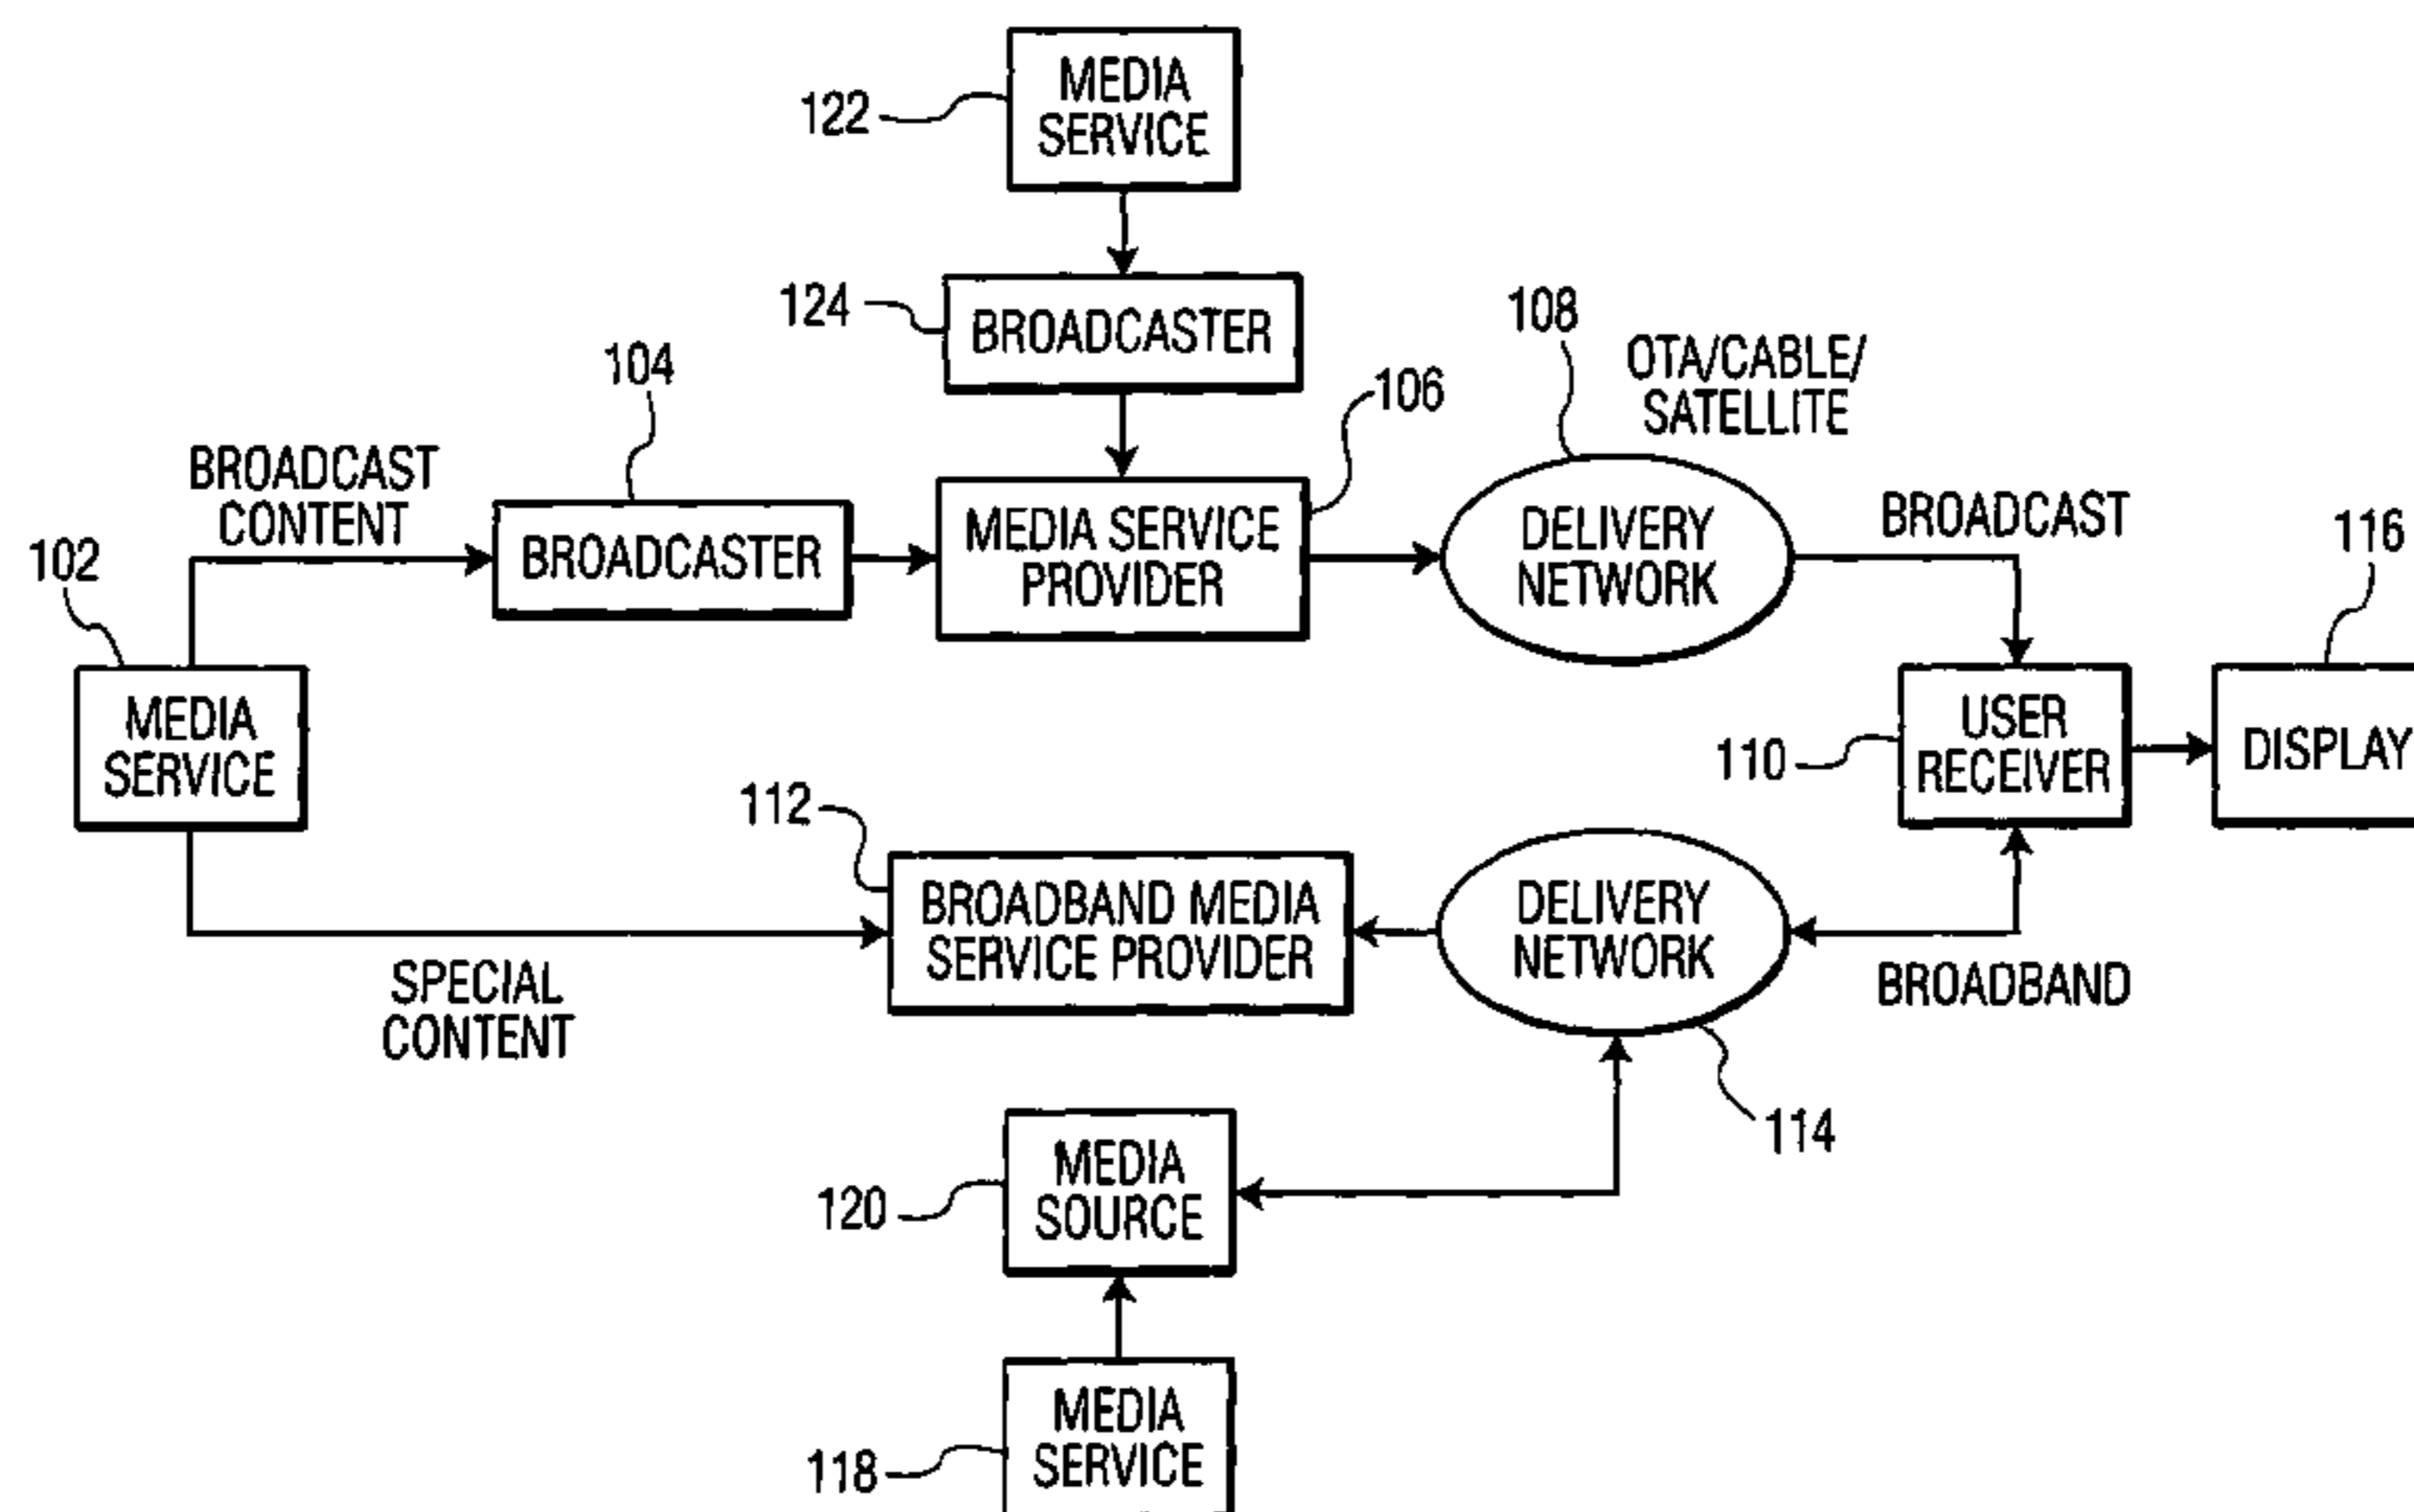 MEDIA
SERVICE
122
124
BROADCASTER
108
OTA/CABLE/
SATELLITE
104
106
BROADCAST
CONTENT
BROADCASTER
MEDIA SERVICE
PROVIDER
DELIVERY
NETWORK
BROADCAST
116
102
MEDIA
SERVICE
USER
RECEIVER
110
DISPLAY
112
BROADBAND MEDIA
SERVICE PROVIDER
DELIVERY
NETWORK
BROADBAND
SPECIAL
CONTENT
114
MEDIA
SOURCE
120
MEDIA
SERVICE
118